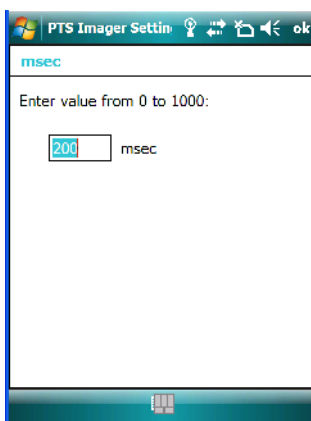 PTS Imager Settin ok
msec
Enter value from 0 to 1000:
200 msec